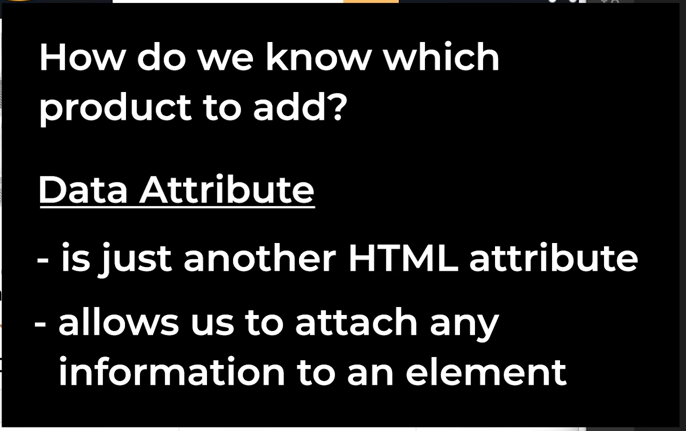 How do we know which
product to add?
Data Attribute
- is just another HTML attribute
- allows us to attach any
information to an element